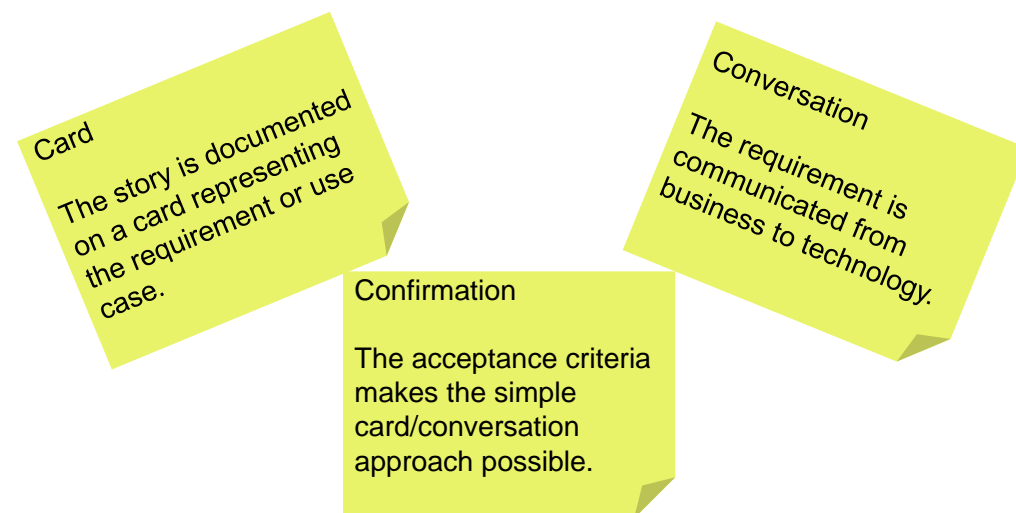 Card
The story is documented
on a card representing
the requirement or use
case.
Conversation
The requirement is
communicated from
business to technology.
Confirmation
The acceptance criteria
makes the simple
card/conversation
approach possible.